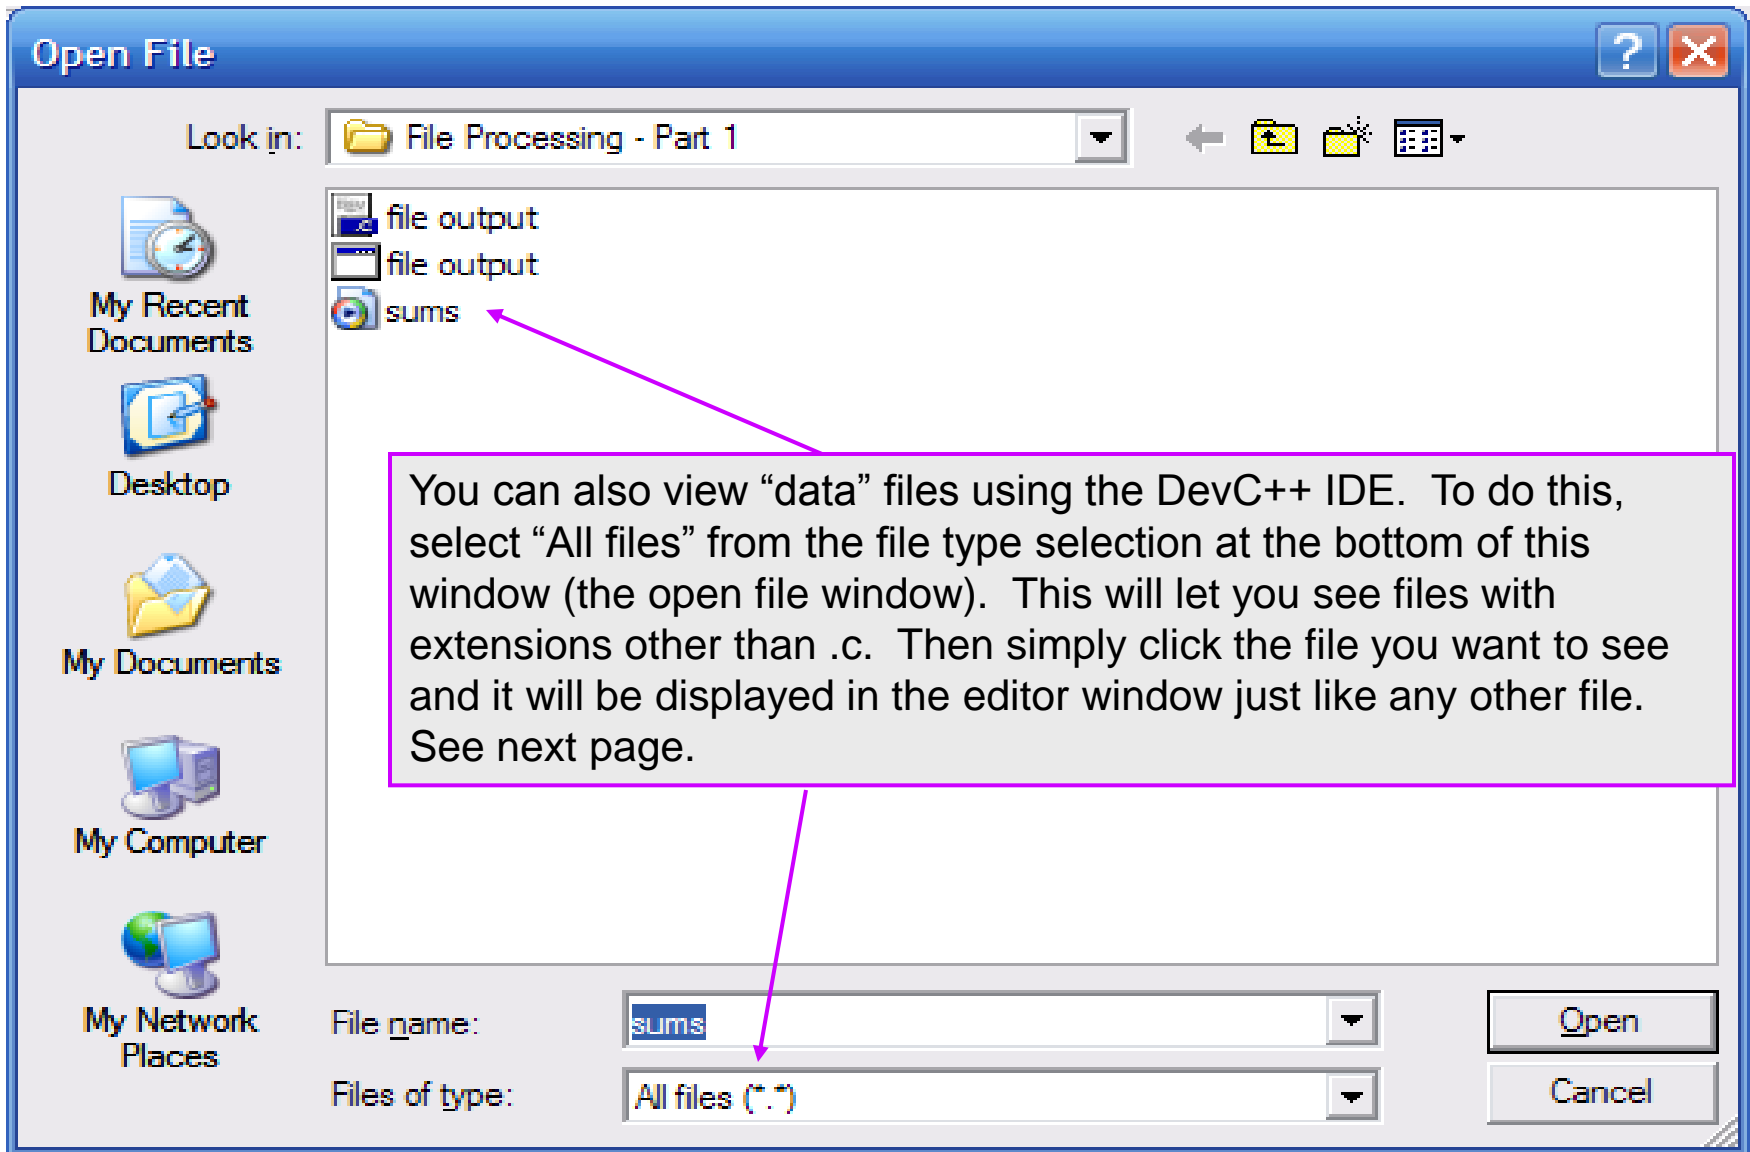 Open File
Look in:
File Processing - Part 1
file output
file output
sums
My Recent
Documents
Desktop
My Documents
My Computer
My Network
Places
You can also view “data” files using the DevC++ IDE.  To do this,
select “All files” from the file type selection at the bottom of this
window (the open file window).  This will let you see files with
extensions other than .c.  Then simply click the file you want to see
and it will be displayed in the editor window just like any other file.
See next page.
File name:
sums
Open
Files of type:
All files (*.*)
Cancel